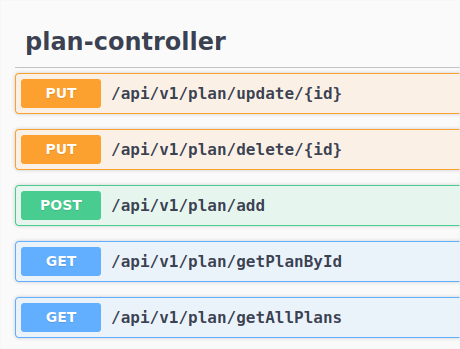 plan-controller
PUT /api/v1/plan/update/{id}
PUT /api/v1/plan/delete/{id}
POST /api/v1/plan/add
GET /api/v1/plan/getPlanById
GET /api/v1/plan/getAllPlans